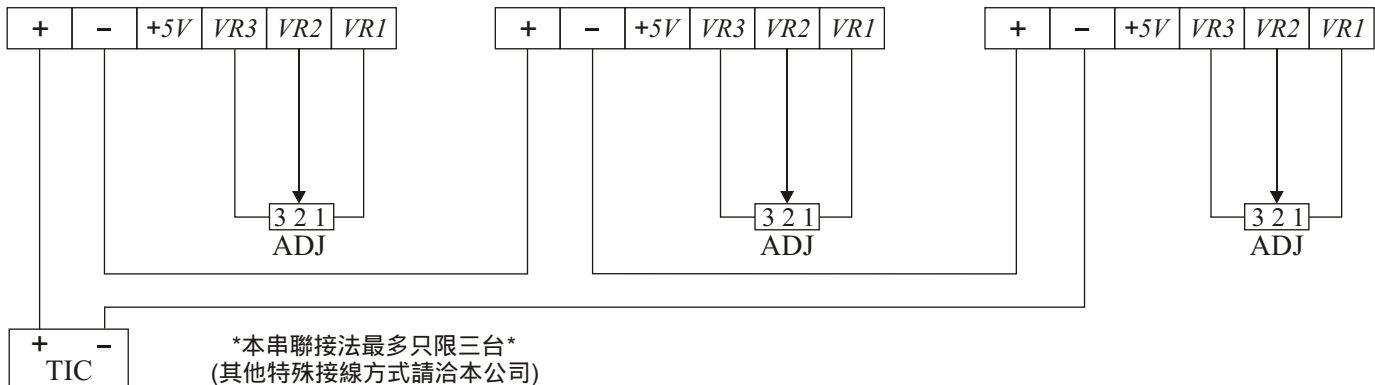 + − +5V VR3 VR2 VR1 + − +5V VR3 VR2 VR1 + − +5V VR3 VR2 VR1
3 2 1 3 2 1 3 2 1
ADJ ADJ ADJ
+ −
TIC
*本串聯接法最多只限三台*
(其他特殊接線方式請洽本公司)